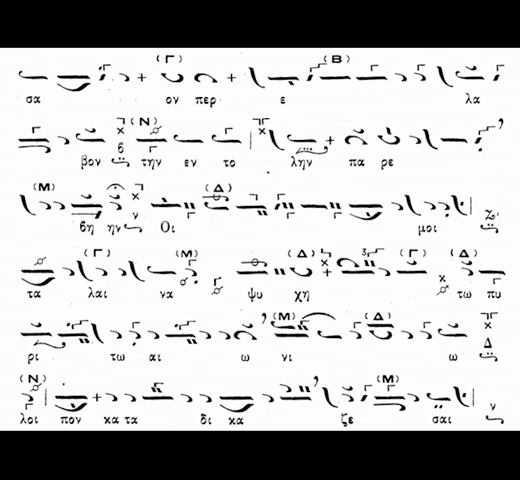 (Γ) (Β)
σα ον περ ε λα
(Ν)
βον την εν το λην πα ρε
(Μ) (Δ)
βη ην Οι μοι
(Γ) (Μ) (Δ) (Γ) (Δ)
τα λαι να ψυ χη τω πυ
(Μ) (Δ)
ρι τω αι ω νι ω
(Ν) (Μ)
λοι πον κα τα δι κα ζε σαι